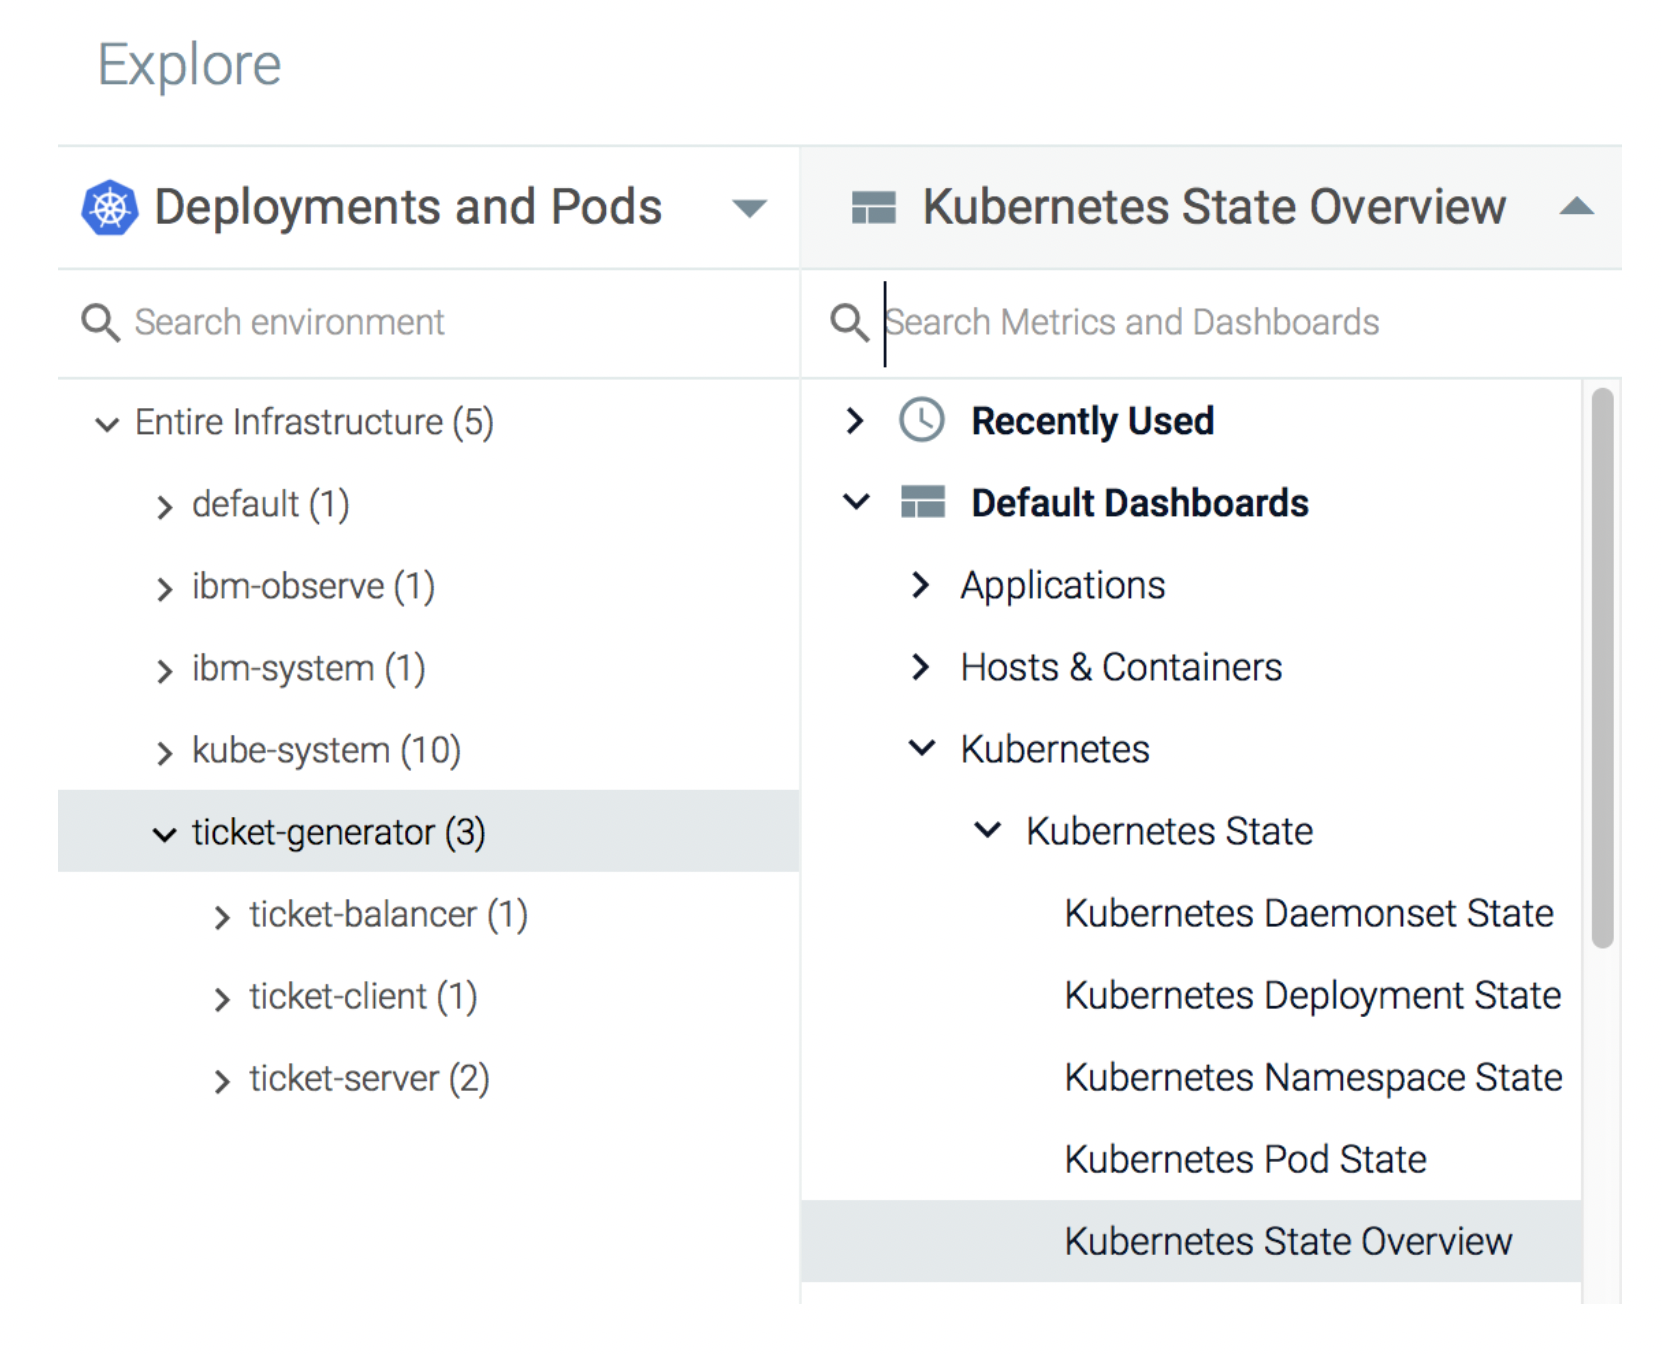 Explore
Deployments and Pods
Search environment
Entire Infrastructure (5)
default (1)
ibm-observe (1)
ibm-system (1)
kube-system (10)
ticket-generator (3)
ticket-balancer (1)
ticket-client (1)
ticket-server (2)
Kubernetes State Overview
Search Metrics and Dashboards
Recently Used
Default Dashboards
Applications
Hosts & Containers
Kubernetes
Kubernetes State
Kubernetes Daemonset State
Kubernetes Deployment State
Kubernetes Namespace State
Kubernetes Pod State
Kubernetes State Overview